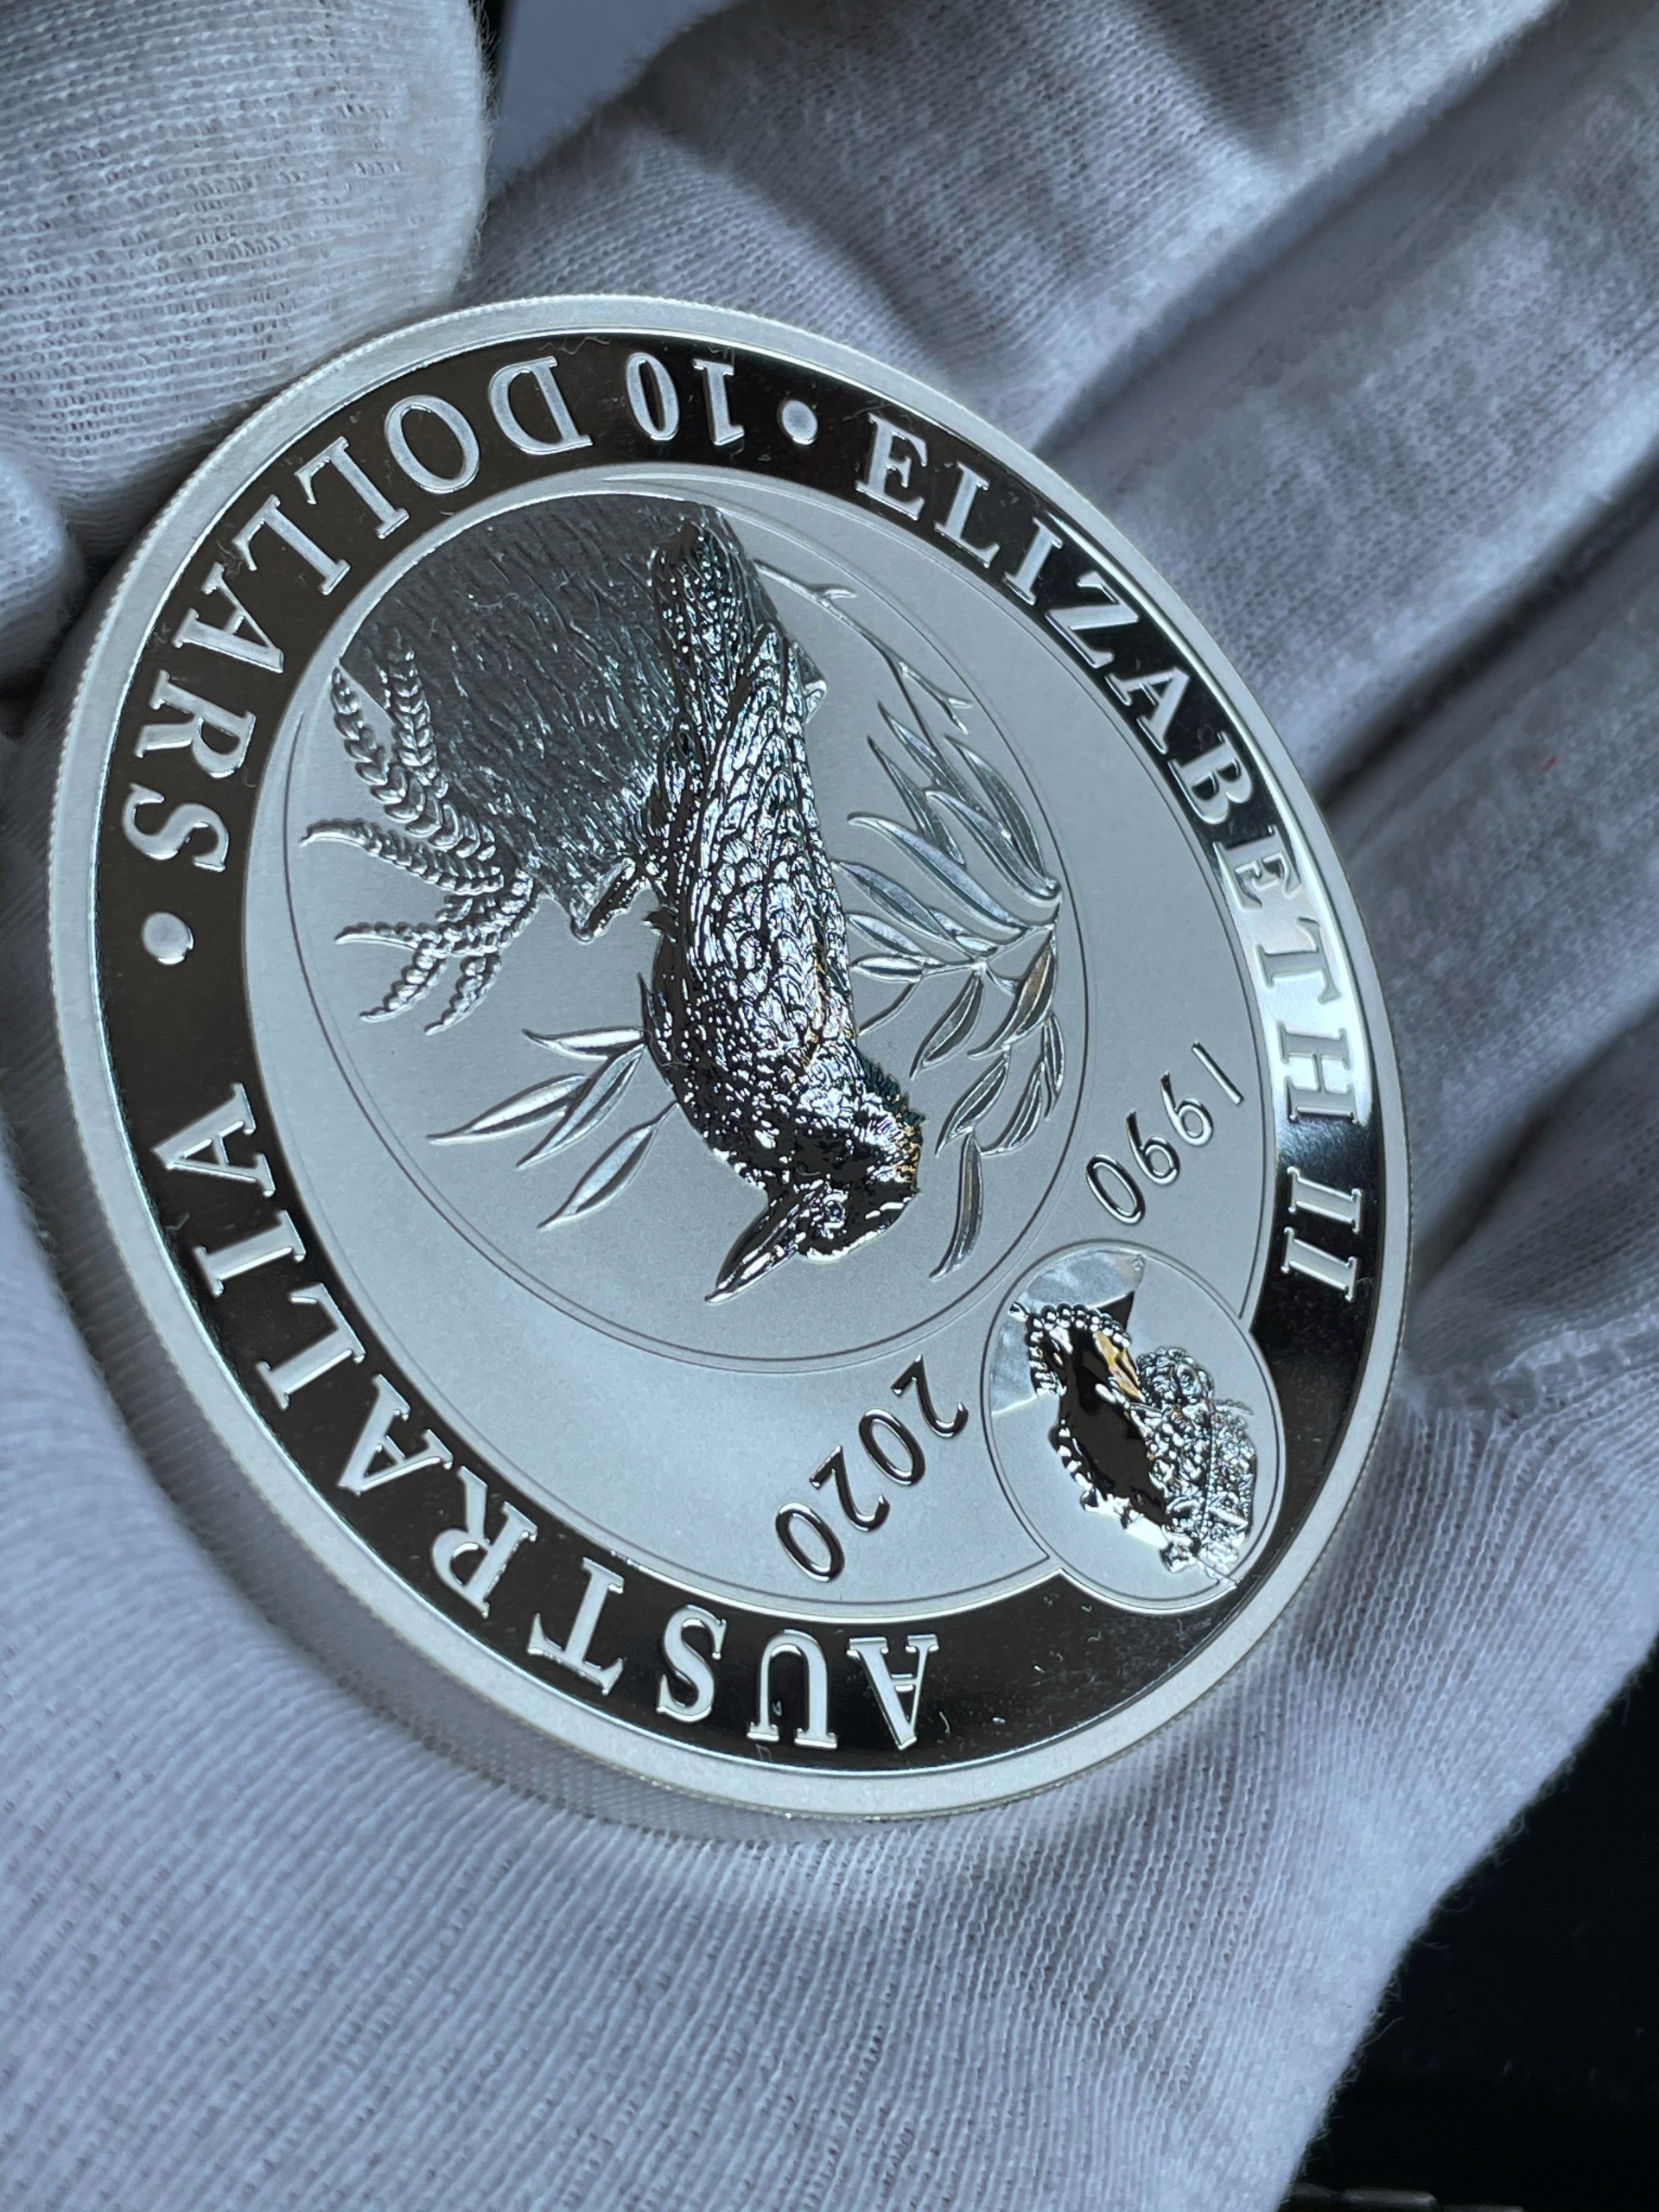 AUSTRALIA • 10 DOLLARS • ELIZABETH II
1990 2020